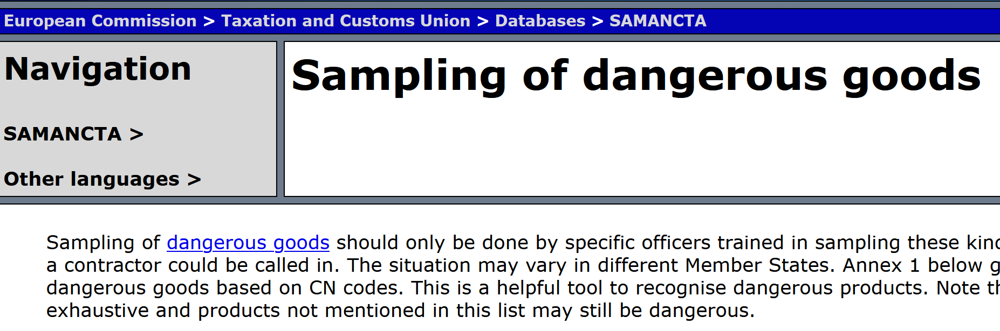 European Commission > Taxation and Customs Union > Databases > SAMANCTA
Navigation
SAMANCTA >
Other languages >
Sampling of dangerous goods
Sampling of dangerous goods should only be done by specific officers trained in sampling these
a contractor could be called in. The situation may vary in different Member States. Annex 1 below
dangerous goods based on CN codes. This is a helpful tool to recognise dangerous products. Note
exhaustive and products not mentioned in this list may still be dangerous.